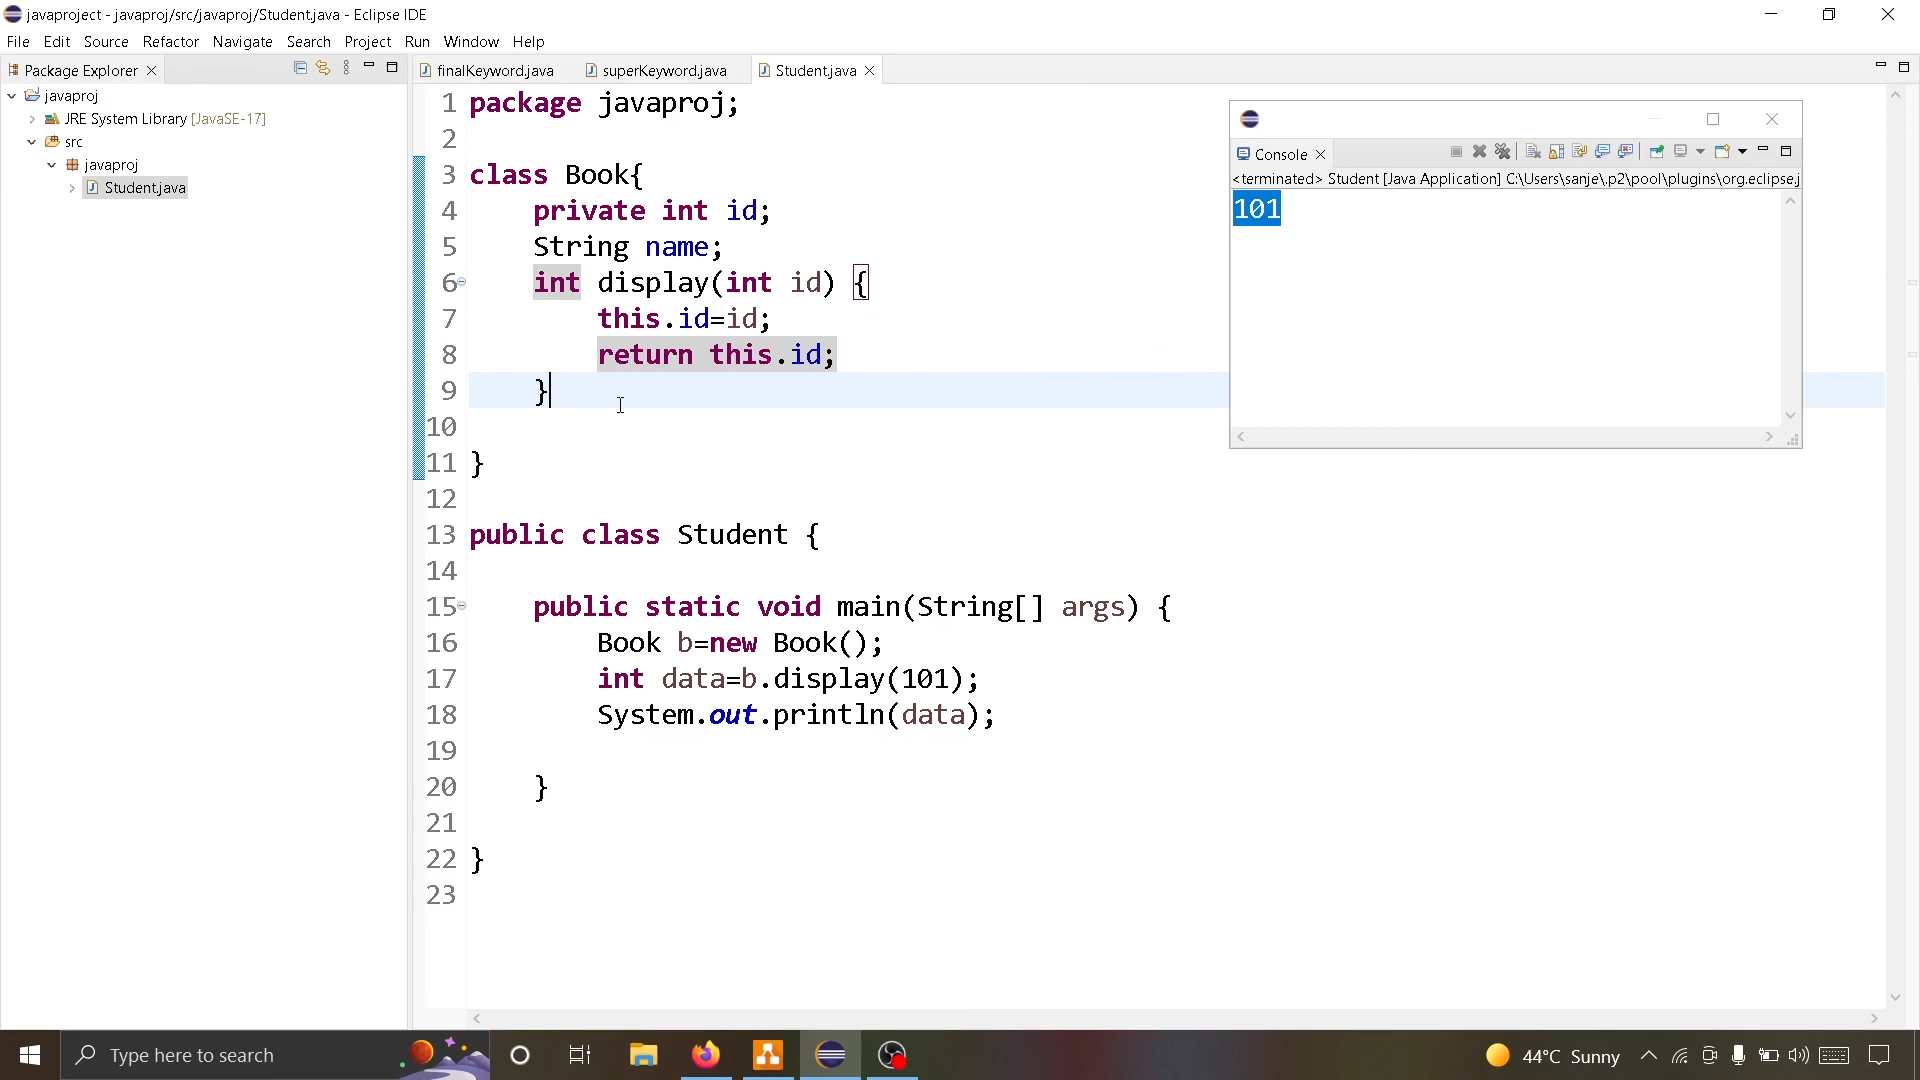 javaproject - javaproj/src/javaproj/Student.java - Eclipse IDE
File Edit Source Refactor Navigate Search Project Run Window Help
Package Explorer
finalKeyword.java superKeyword.java Student.java
javaproj
JRE System Library [JavaSE-17]
src
javaproj
Student.java
1 package javaproj;
2
3 class Book{
4 private int id;
5 String name;
6 int display(int id) {
7 this.id=id;
8 return this.id;
9 }
10
11 }
12
13 public class Student {
14
15 public static void main(String[] args) {
16 Book b=new Book();
17 int data=b.display(101);
18 System.out.println(data);
19
20 }
21
22 }
23
Console
<terminated> Student [Java Application] C:\Users\sanje\.p2\pool\plugins\org.eclipse.j
101
Type here to search
44°C Sunny